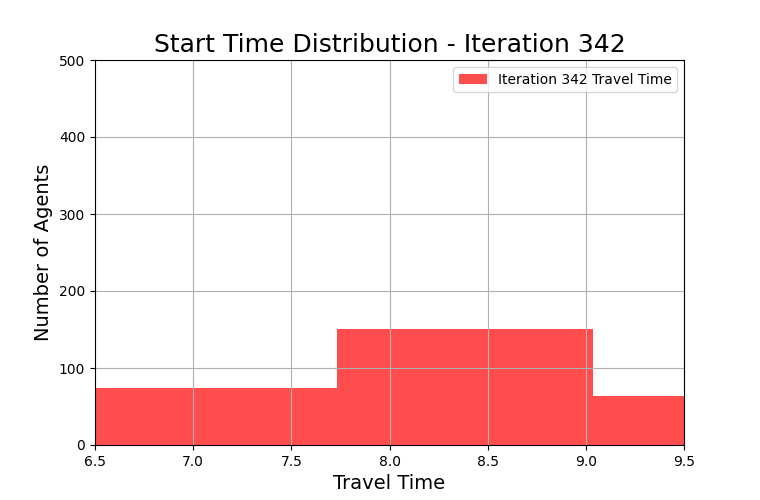 Start Time Distribution - Iteration 342
Iteration 342 Travel Time
Number of Agents
500
400
300
200
100
0
6.5 7.0 7.5 8.0 8.5 9.0 9.5
Travel Time